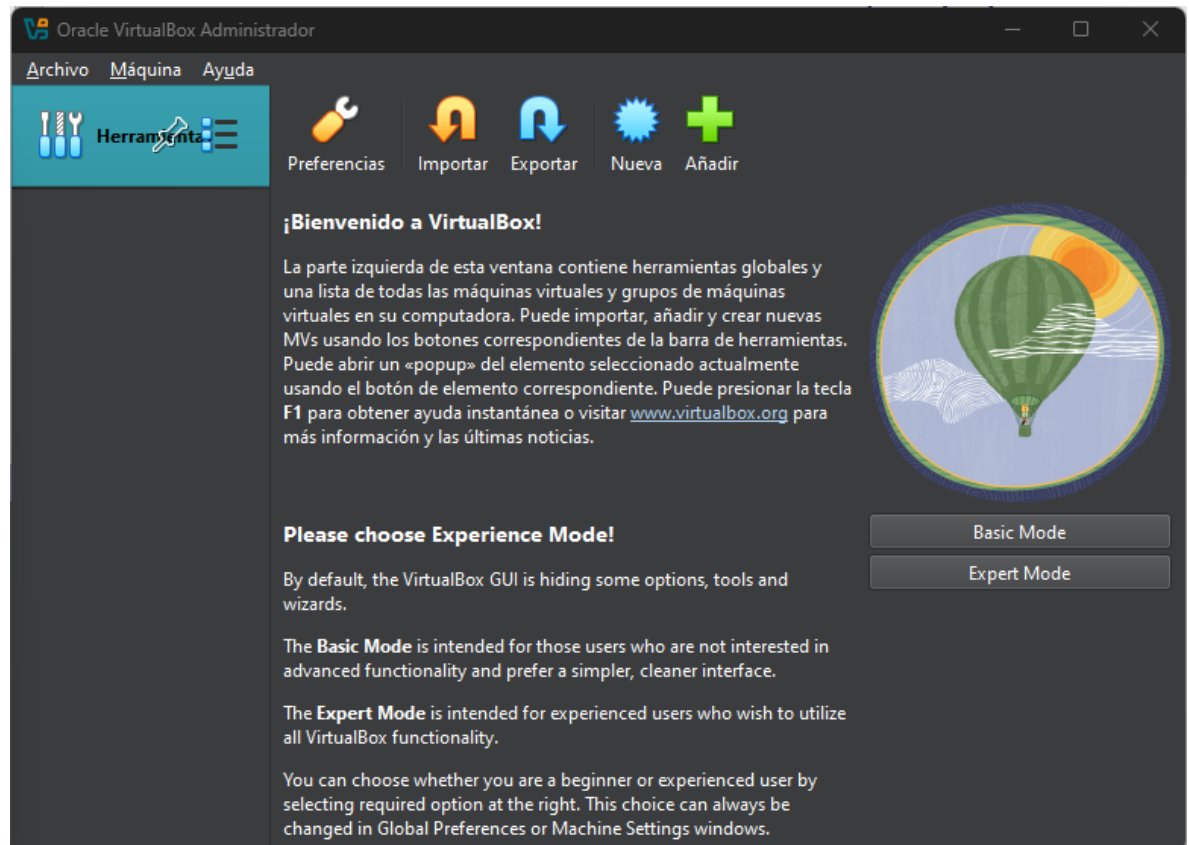 Oracle VirtualBox Administrador
Archivo Máquina Ayuda
Herramienta
Preferencias Importar Exportar Nueva Añadir
¡Bienvenido a VirtualBox!
La parte izquierda de esta ventana contiene herramientas globales y
una lista de todas las máquinas virtuales y grupos de máquinas
virtuales en su computadora. Puede importar, añadir y crear nuevas
MVs usando los botones correspondientes de la barra de herramientas.
Puede abrir un «popup» del elemento seleccionado actualmente
usando el botón de elemento correspondiente. Puede presionar la tecla
F1 para obtener ayuda instantánea o visitar www.virtualbox.org para
más información y las últimas noticias.
Please choose Experience Mode!
By default, the VirtualBox GUI is hiding some options, tools and
wizards.
The Basic Mode is intended for those users who are not interested in
advanced functionality and prefer a simpler, cleaner interface.
The Expert Mode is intended for experienced users who wish to utilize
all VirtualBox functionality.
You can choose whether you are a beginner or experienced user by
selecting required option at the right. This choice can always be
changed in Global Preferences or Machine Settings windows.
Basic Mode
Expert Mode